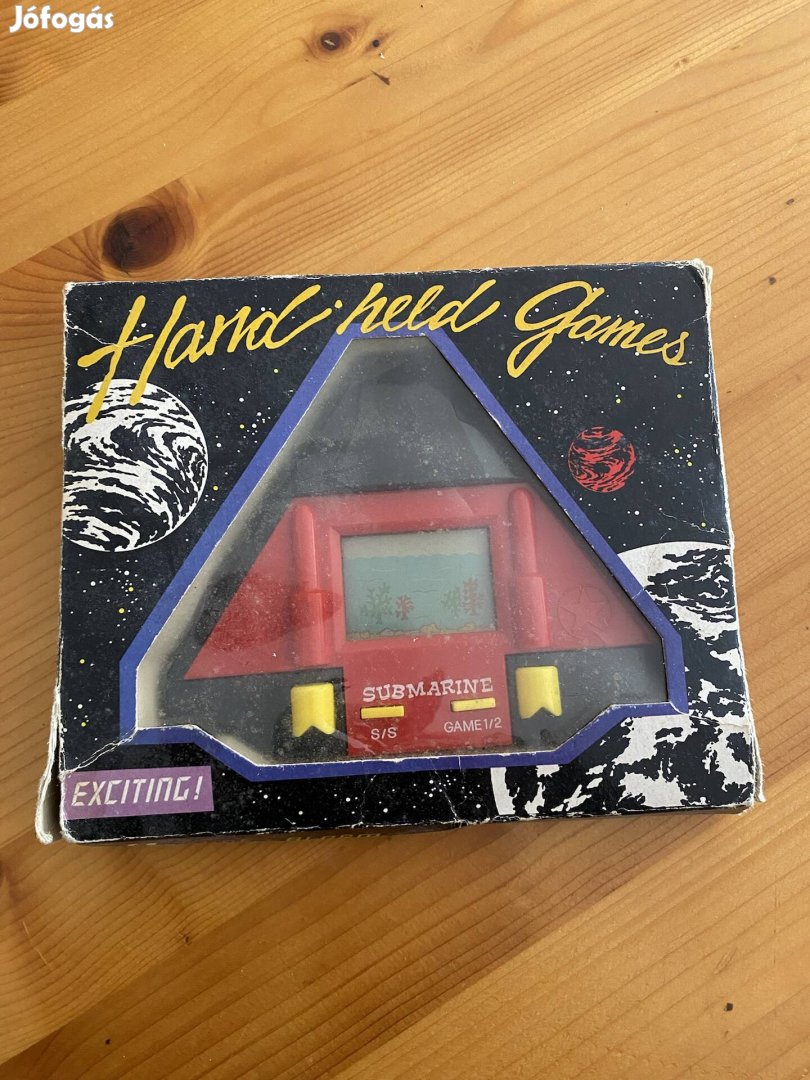 Jófogás
Hand-held Games
SUBMARINE
S/S GAME1/2
EXCITING!